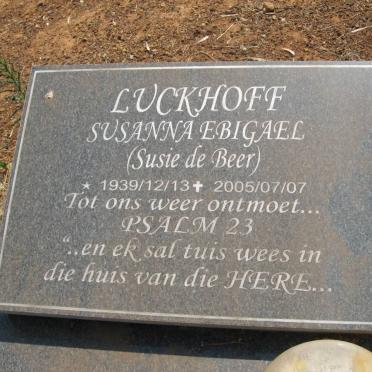 LUCKHOFF
SUSANNA EBIGAEL
(Susie de Beer)
★ 1939/12/13 ✝ 2005/07/07
Tot ons weer ontmoet...
PSALM 23
"..en ek sal tuis wees in
die huis van die HERE...